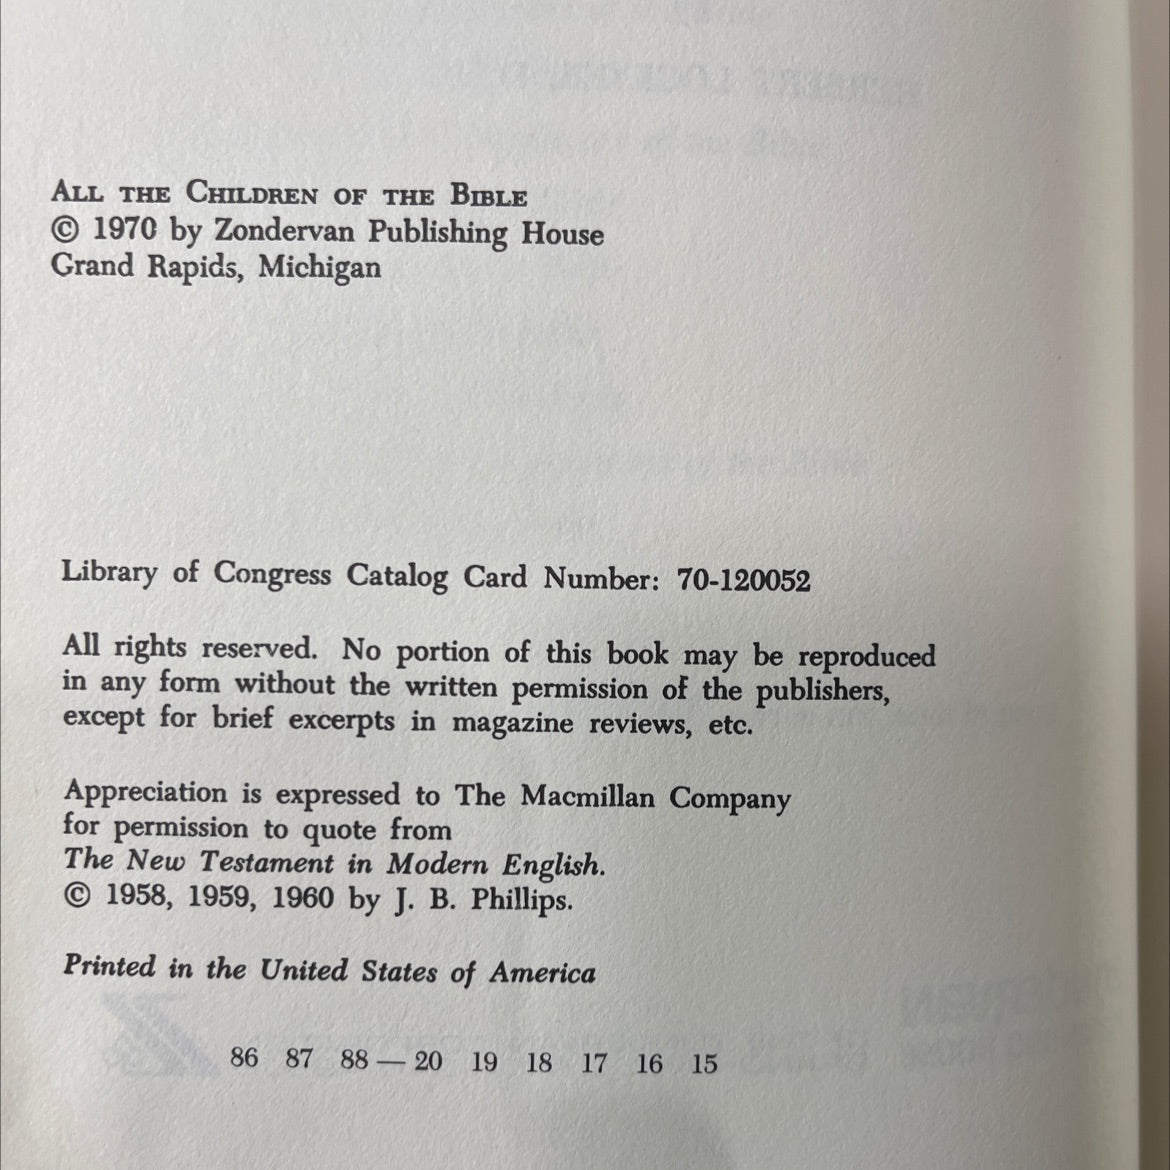 All the Children of the Bible
© 1970 by Zondervan Publishing House
Grand Rapids, Michigan
Library of Congress Catalog Card Number: 70-120052
All rights reserved. No portion of this book may be reproduced
in any form without the written permission of the publishers,
except for brief excerpts in magazine reviews, etc.
Appreciation is expressed to The Macmillan Company
for permission to quote from
The New Testament in Modern English.
© 1958, 1959, 1960 by J. B. Phillips.
Printed in the United States of America
86 87 88 — 20 19 18 17 16 15